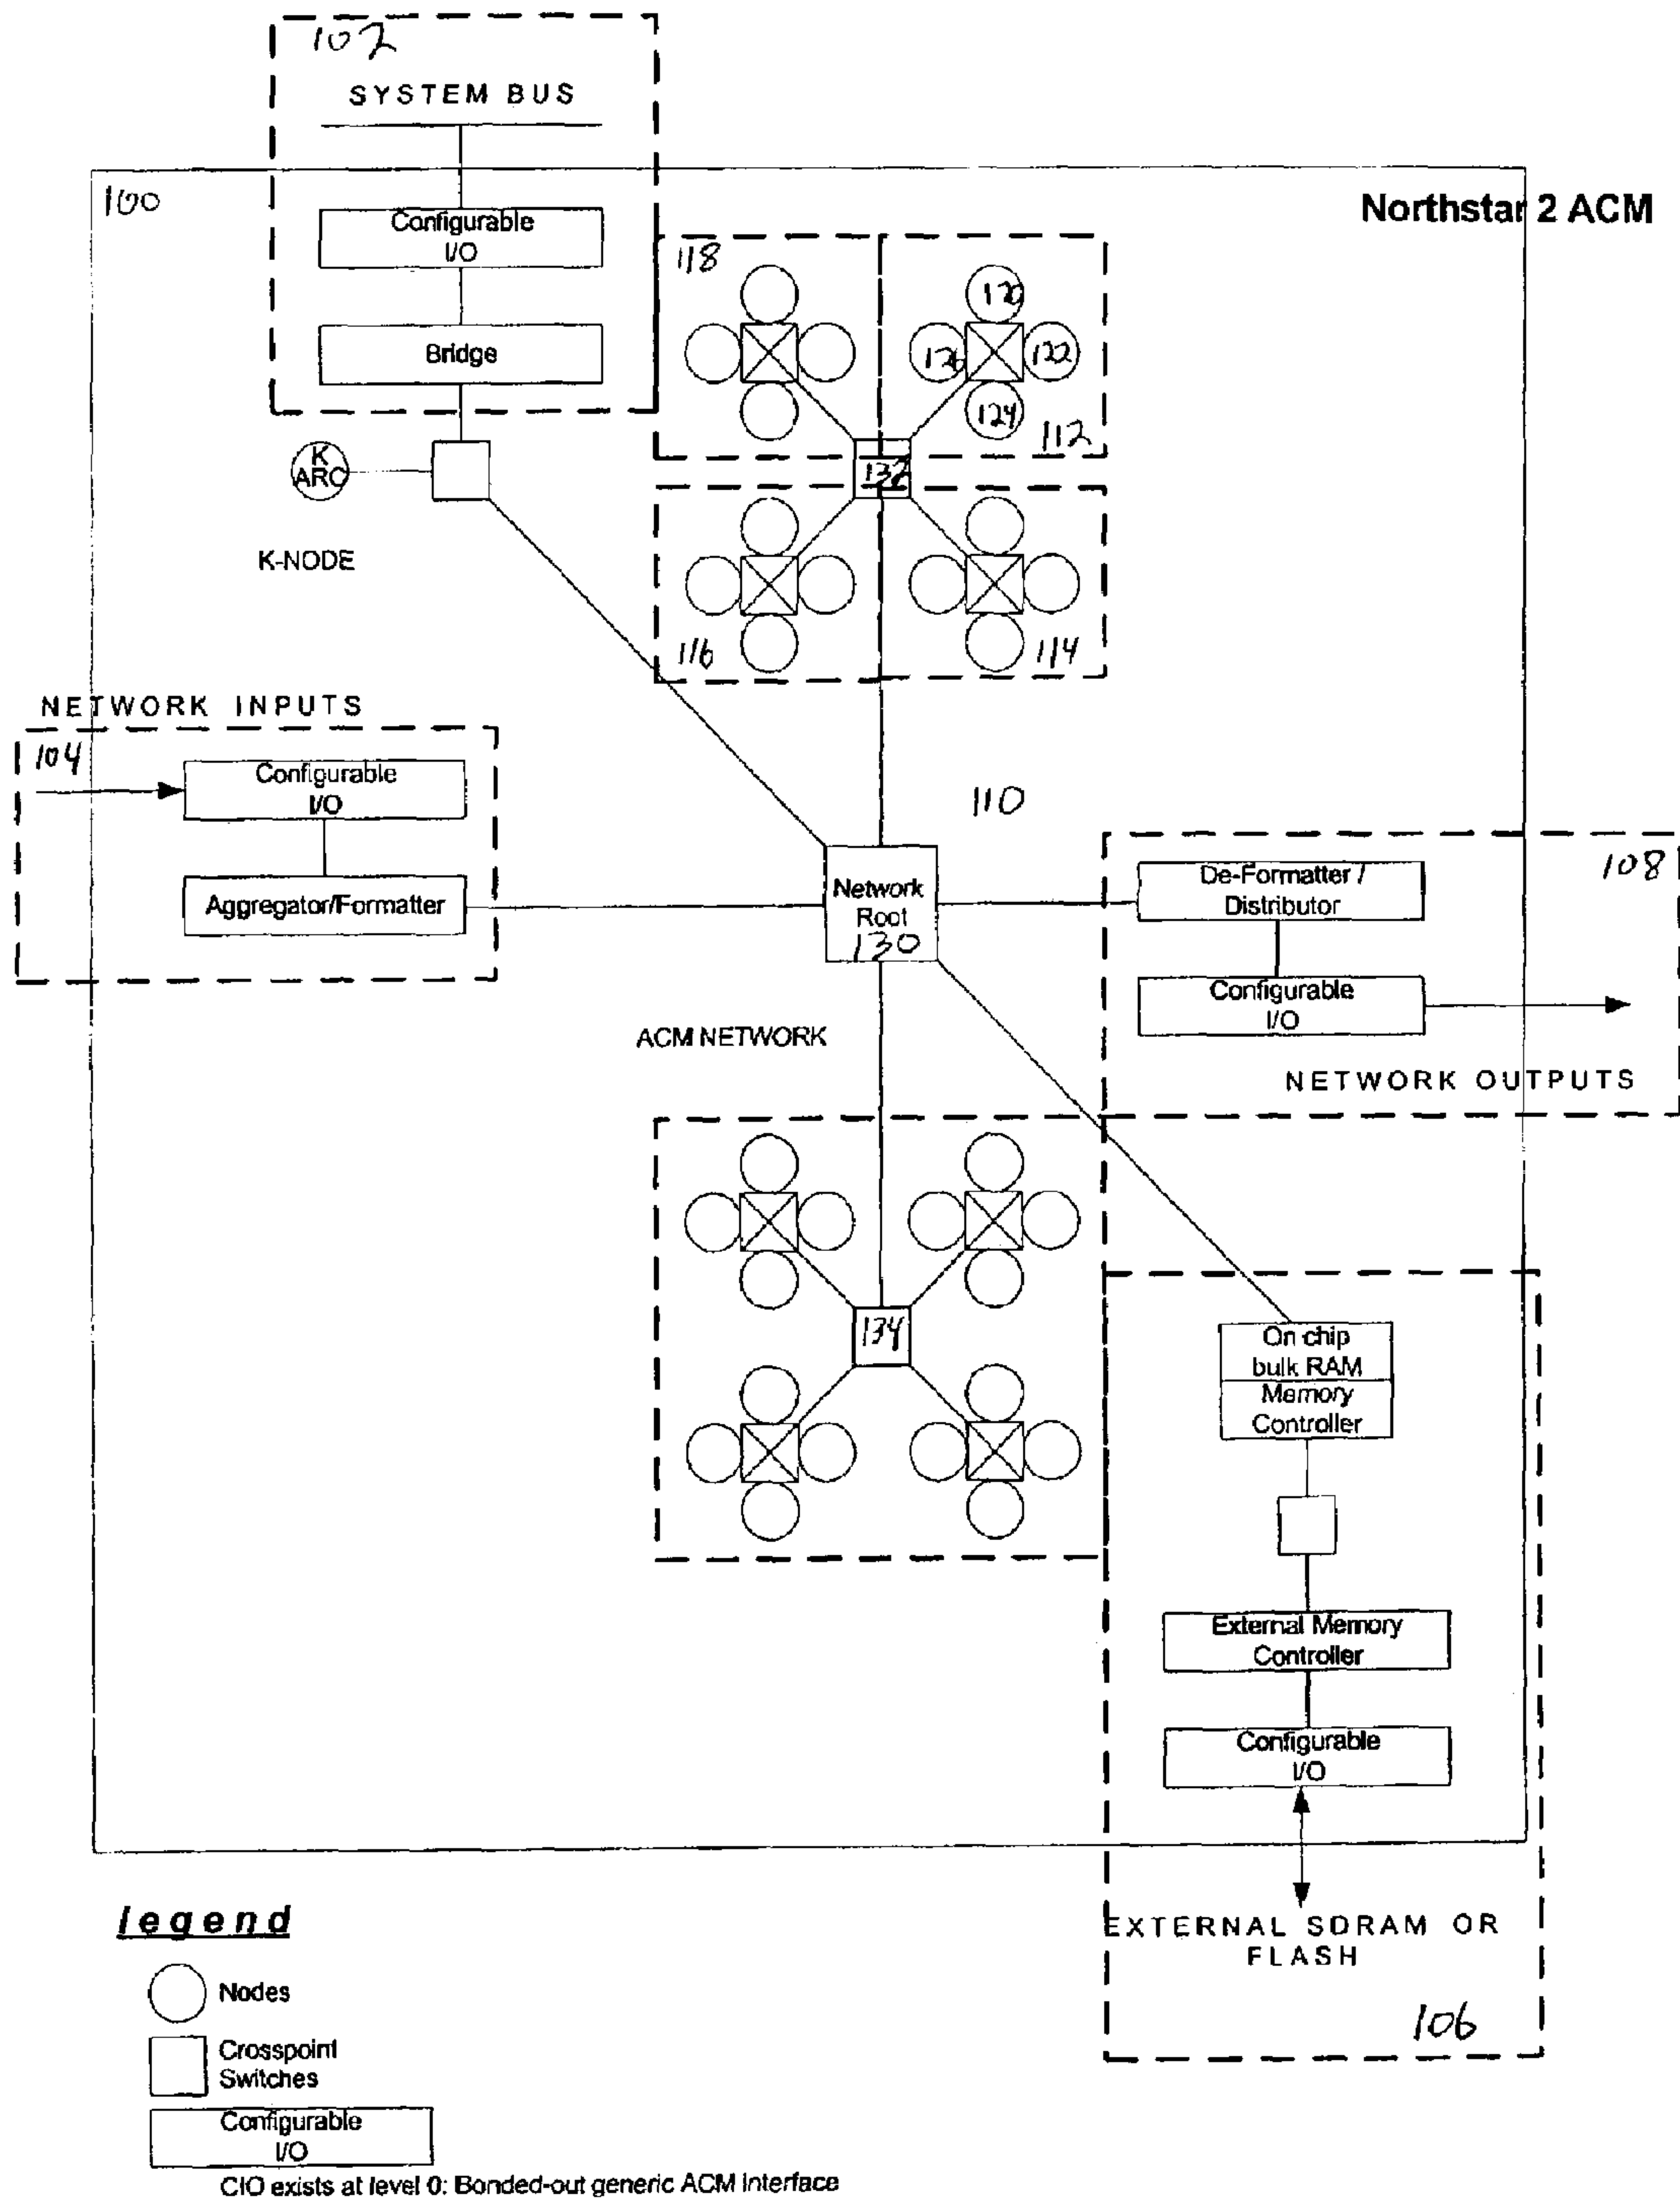 102
SYSTEM BUS
100
Northstar 2 ACM
Configurable
I/O
Bridge
118
120
126
122
124
112
132
K
ARC
K-NODE
116
114
NETWORK INPUTS
104
Configurable
I/O
Aggregator/Formatter
110
Network
Root
130
De-Formatter /
Distributor
108
Configurable
I/O
NETWORK OUTPUTS
ACM NETWORK
134
On chip
bulk RAM
Memory
Controller
External Memory
Controller
Configurable
I/O
EXTERNAL SDRAM OR
FLASH
106
legend
Nodes
Crosspoint
Switches
Configurable
I/O
CIO exists at level 0: Bonded-out generic ACM interface